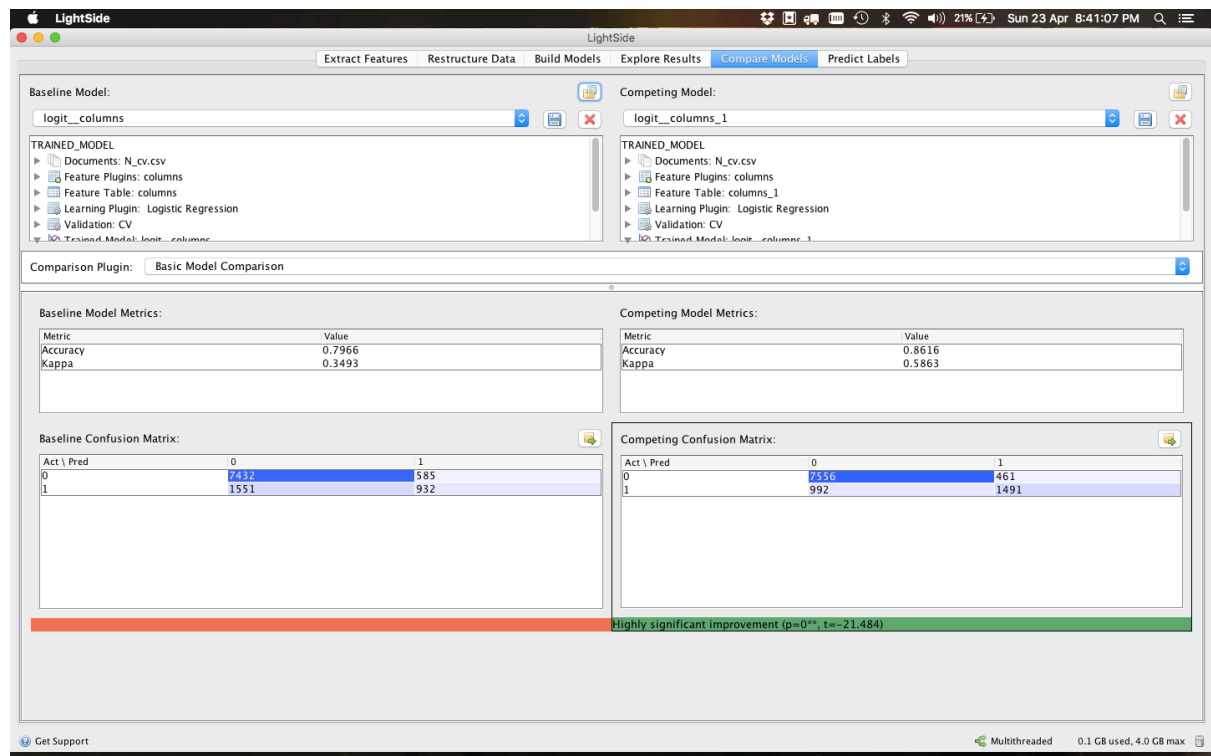 LightSide 21% Sun 23 Apr 8:41:07 PM
LightSide
Extract Features Restructure Data Build Models Explore Results Compare Models Predict Labels
Baseline Model:
logit__columns
TRAINED_MODEL
Documents: N_cv.csv
Feature Plugins: columns
Feature Table: columns
Learning Plugin: Logistic Regression
Validation: CV
Trained Model: logit__columns
Competing Model:
logit__columns_1
TRAINED_MODEL
Documents: N_cv.csv
Feature Plugins: columns
Feature Table: columns_1
Learning Plugin: Logistic Regression
Validation: CV
Trained Model: logit__columns_1
Comparison Plugin: Basic Model Comparison
Baseline Model Metrics:
Metric Value
Accuracy 0.7966
Kappa 0.3493
Competing Model Metrics:
Metric Value
Accuracy 0.8616
Kappa 0.5863
Baseline Confusion Matrix:
Act \ Pred 0 1
0 7432 585
1 1551 932
Competing Confusion Matrix:
Act \ Pred 0 1
0 7556 461
1 992 1491
Highly significant improvement (p=0**, t=-21.484)
Get Support Multithreaded 0.1 GB used, 4.0 GB max